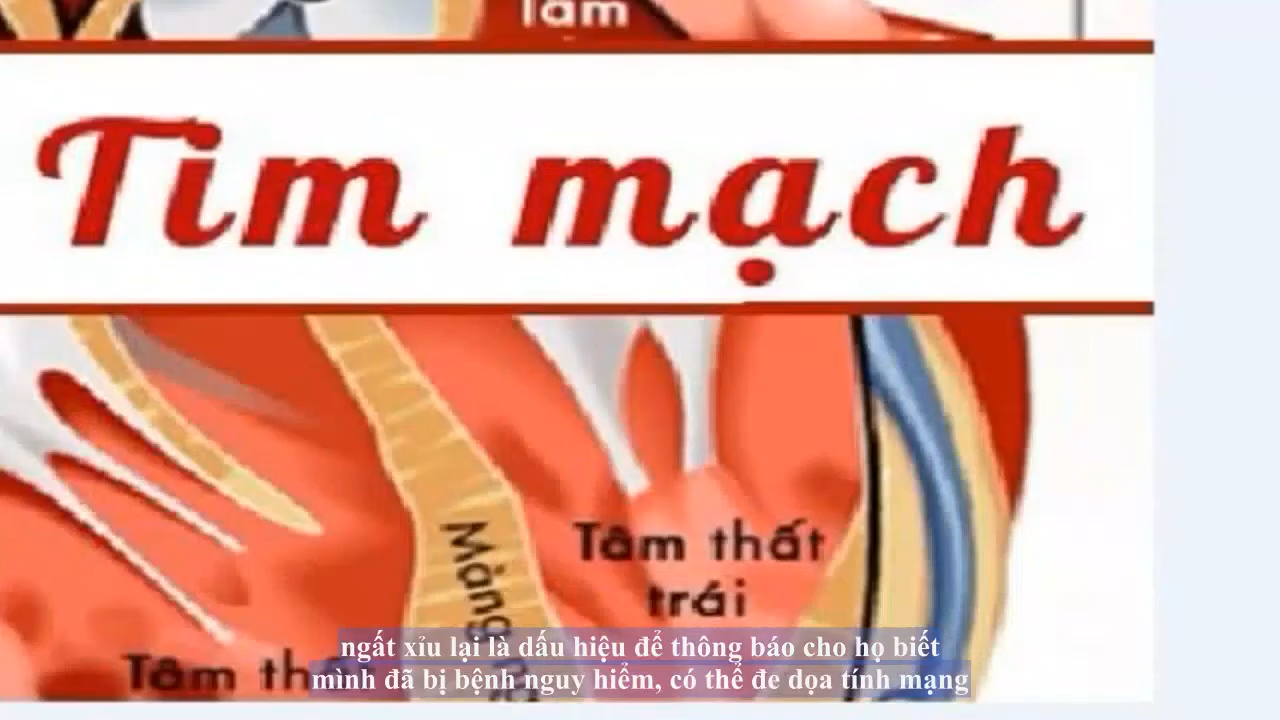 Tim mạch
Tâm thất
trái
Tâm
ngất xỉu lại là dấu hiệu để thông báo cho họ biết
mình đã bị bệnh nguy hiểm, có thể đe dọa tính mạng